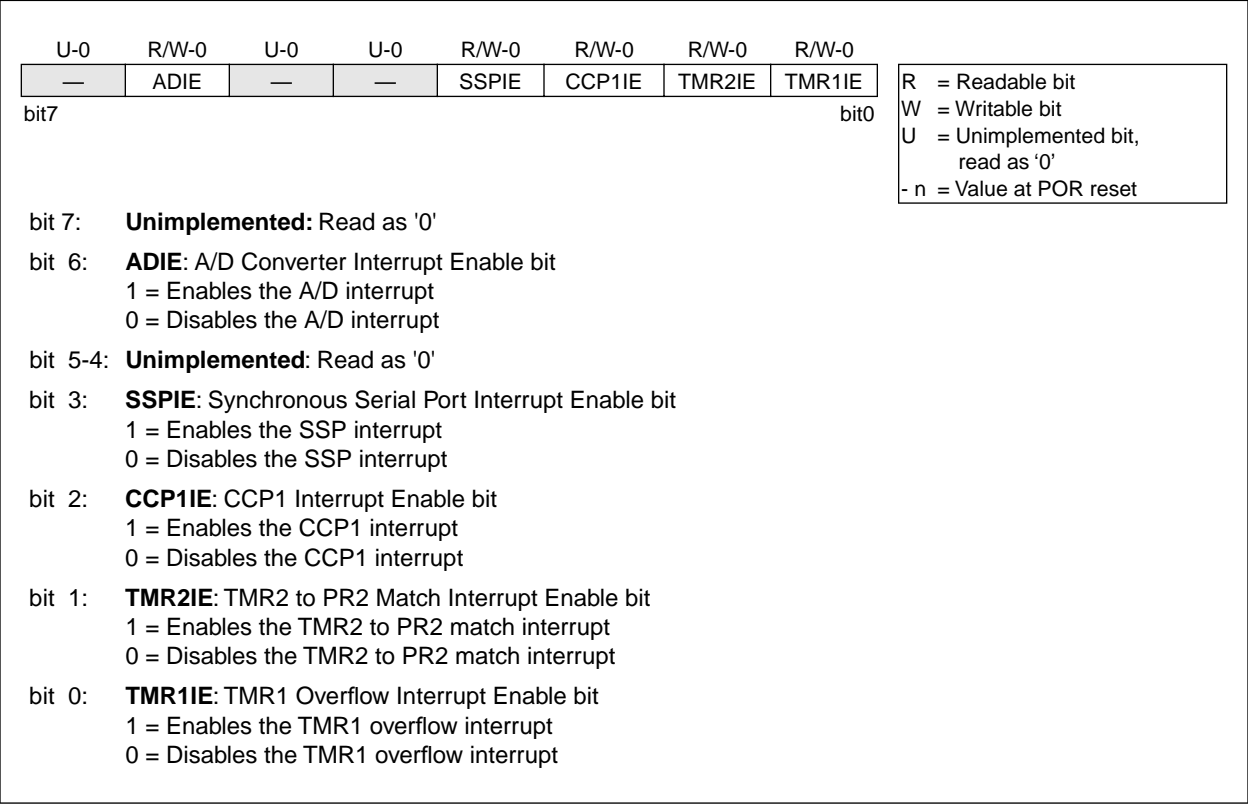 U-0 R/W-0 U-0 U-0 R/W-0 R/W-0 R/W-0 R/W-0
— ADIE — — SSPIE CCP1IE TMR2IE TMR1IE
bit7 bit0
R = Readable bit
W = Writable bit
U = Unimplemented bit,
read as ‘0’
- n = Value at POR reset
bit 7: Unimplemented: Read as '0'
bit 6: ADIE: A/D Converter Interrupt Enable bit
1 = Enables the A/D interrupt
0 = Disables the A/D interrupt
bit 5-4: Unimplemented: Read as '0'
bit 3: SSPIE: Synchronous Serial Port Interrupt Enable bit
1 = Enables the SSP interrupt
0 = Disables the SSP interrupt
bit 2: CCP1IE: CCP1 Interrupt Enable bit
1 = Enables the CCP1 interrupt
0 = Disables the CCP1 interrupt
bit 1: TMR2IE: TMR2 to PR2 Match Interrupt Enable bit
1 = Enables the TMR2 to PR2 match interrupt
0 = Disables the TMR2 to PR2 match interrupt
bit 0: TMR1IE: TMR1 Overflow Interrupt Enable bit
1 = Enables the TMR1 overflow interrupt
0 = Disables the TMR1 overflow interrupt